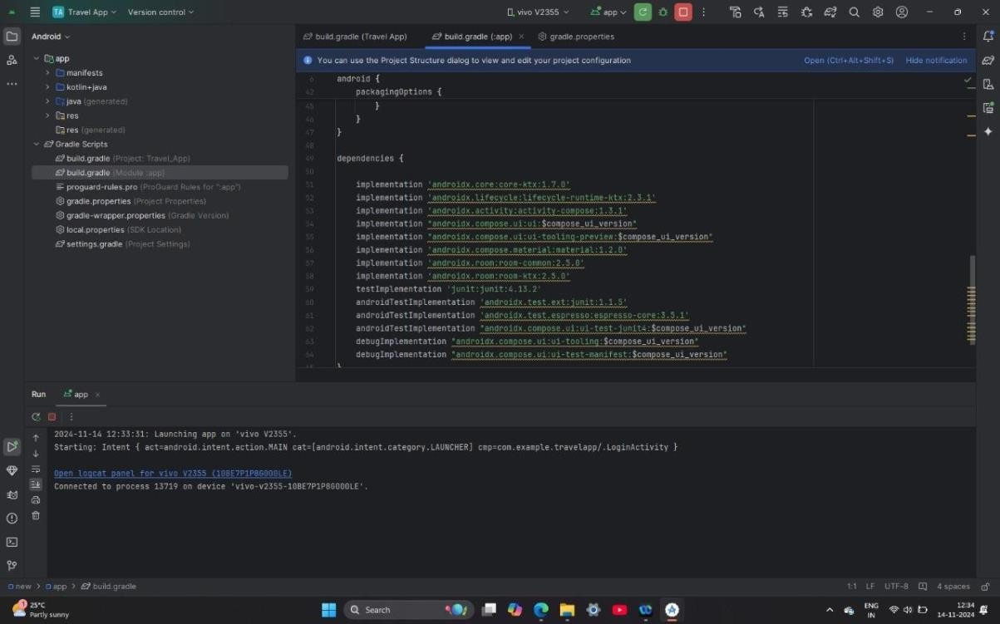 TA Travel App Version control vivo V2355 app
Android
build.gradle (Travel App) build.gradle (:app) gradle.properties
You can use the Project Structure dialog to view and edit your project configuration Open (Ctrl+Alt+Shift+S) Hide notification
app
manifests
kotlin+java
java (generated)
res
res (generated)
Gradle Scripts
build.gradle (Project: Travel_App)
build.gradle (Module :app)
proguard-rules.pro (ProGuard Rules for ":app")
gradle.properties (Project Properties)
gradle-wrapper.properties (Gradle Version)
local.properties (SDK Location)
settings.gradle (Project Settings)
6 android {
42 packagingOptions {
45 }
46 }
47 }
48
49 dependencies {
50
51 implementation 'androidx.core:core-ktx:1.7.0'
52 implementation 'androidx.lifecycle:lifecycle-runtime-ktx:2.3.1'
53 implementation 'androidx.activity:activity-compose:1.3.1'
54 implementation "androidx.compose.ui:ui:$compose_ui_version"
55 implementation "androidx.compose.ui:ui-tooling-preview:$compose_ui_version"
56 implementation 'androidx.compose.material:material:1.2.0'
57 implementation 'androidx.room:room-common:2.5.0'
58 implementation 'androidx.room:room-ktx:2.5.0'
59 testImplementation 'junit:junit:4.13.2'
60 androidTestImplementation 'androidx.test.ext:junit:1.1.5'
61 androidTestImplementation 'androidx.test.espresso:espresso-core:3.5.1'
62 androidTestImplementation "androidx.compose.ui:ui-test-junit4:$compose_ui_version"
63 debugImplementation "androidx.compose.ui:ui-tooling:$compose_ui_version"
64 debugImplementation "androidx.compose.ui:ui-test-manifest:$compose_ui_version"
}
Run app
2024-11-14 12:33:31: Launching app on 'vivo V2355'.
Starting: Intent { act=android.intent.action.MAIN cat=[android.intent.category.LAUNCHER] cmp=com.example.travelapp/.LoginActivity }
Open logcat panel for vivo V2355 (10BE7P1P86000LE)
Connected to process 13719 on device 'vivo-v2355-10BE7P1P86000LE'.
new > app > build.gradle 1:1 LF UTF-8 4 spaces
1 25°C
Partly sunny
Search
ENG
IN
12:34
14-11-2024